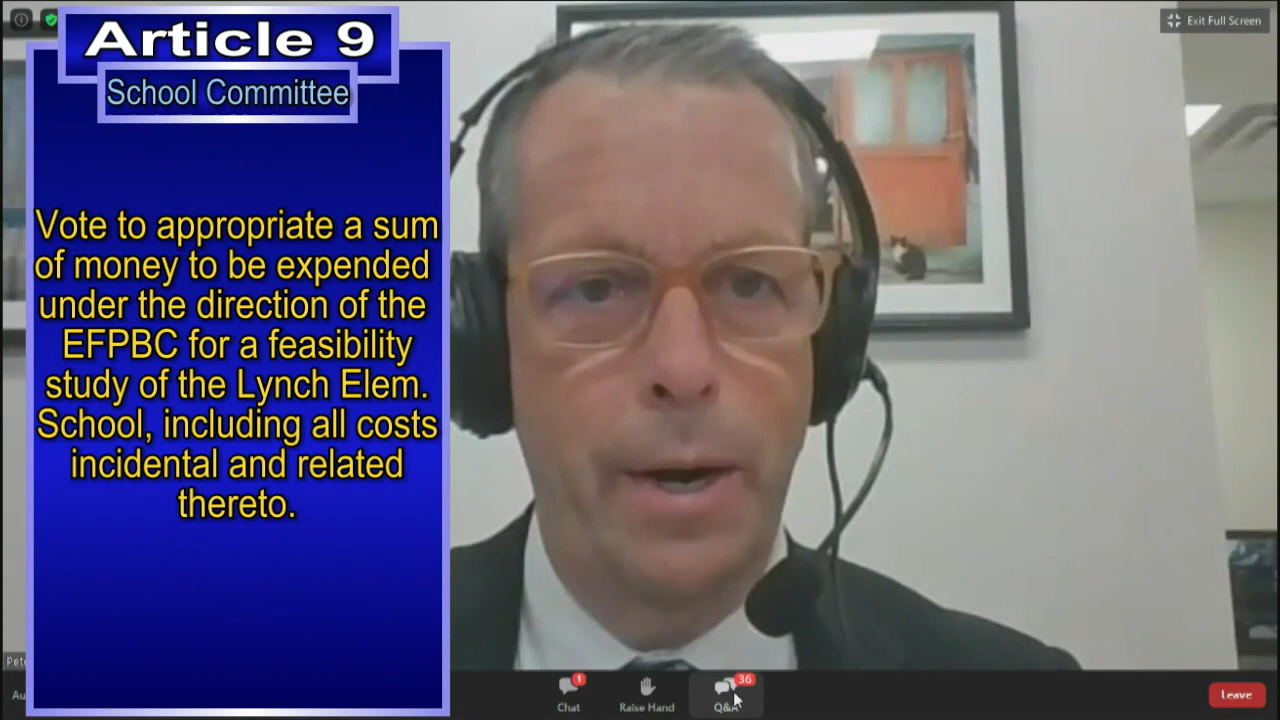 Article 9
School Committee
Vote to appropriate a sum
of money to be expended
under the direction of the
EFPBC for a feasibility
study of the Lynch Elem.
School, including all costs
incidental and related
thereto.
Exit Full Screen
1
36
Chat
Raise Hand
Q&A
Leave